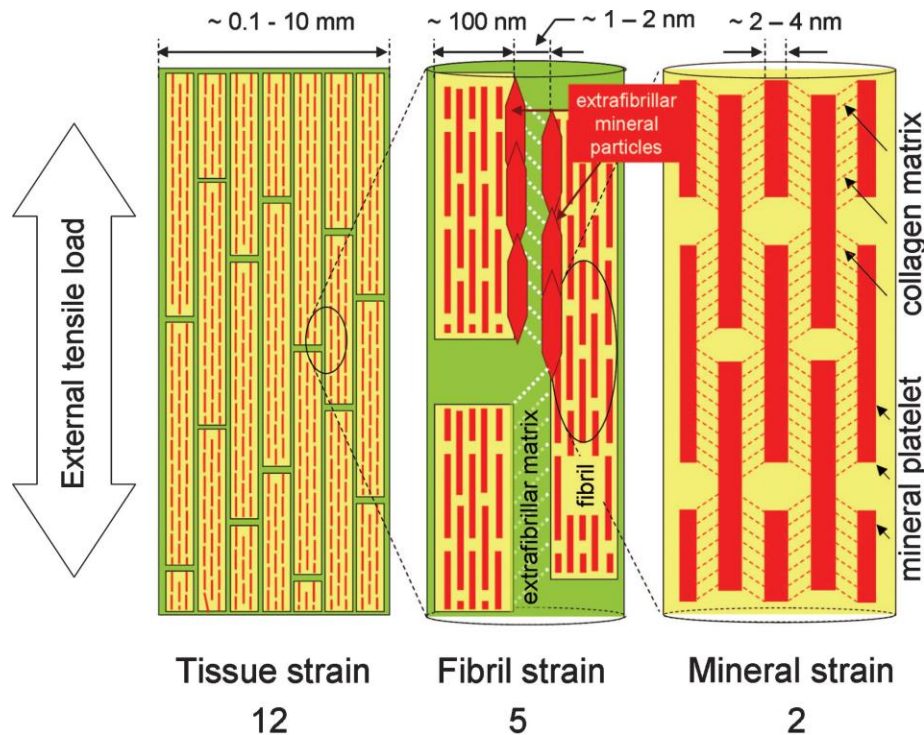 ~ 0.1 - 10 mm
~ 100 nm
~ 1 – 2 nm
~ 2 – 4 nm
External tensile load
extrafibrillar
mineral
particles
extrafibrillar matrix
fibril
collagen matrix
mineral platelet
Tissue strain
Fibril strain
Mineral strain
12
5
2